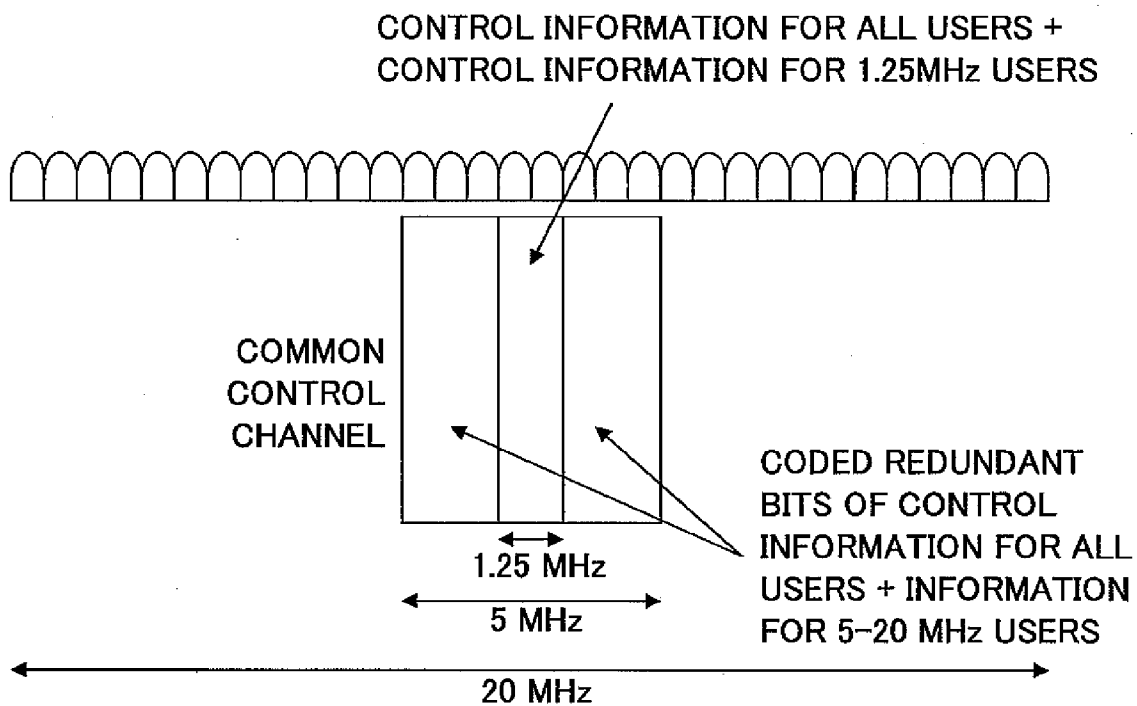 CONTROL INFORMATION FOR ALL USERS +
CONTROL INFORMATION FOR 1.25MHz USERS
COMMON
CONTROL
CHANNEL
CODED REDUNDANT
BITS OF CONTROL
INFORMATION FOR ALL
USERS + INFORMATION
FOR 5-20 MHz USERS
1.25 MHz
5 MHz
20 MHz